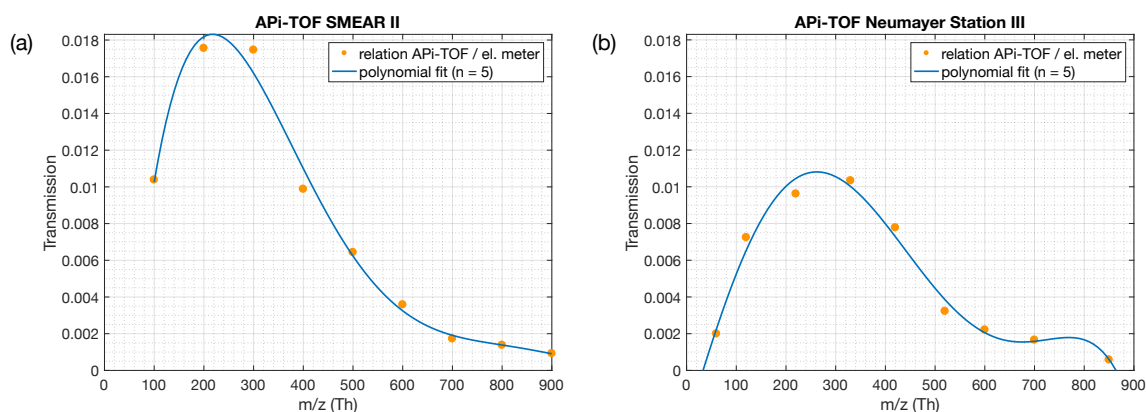 APi-TOF SMEAR II
(a)
0.018
0.016
0.014
0.012
0.01
0.008
0.006
0.004
0.002
0
Transmission
relation APi-TOF / el. meter
polynomial fit (n = 5)
0 100 200 300 400 500 600 700 800 900
m/z (Th)
APi-TOF Neumayer Station III
(b)
0.018
0.016
0.014
0.012
0.01
0.008
0.006
0.004
0.002
0
Transmission
relation APi-TOF / el. meter
polynomial fit (n = 5)
0 100 200 300 400 500 600 700 800 900
m/z (Th)